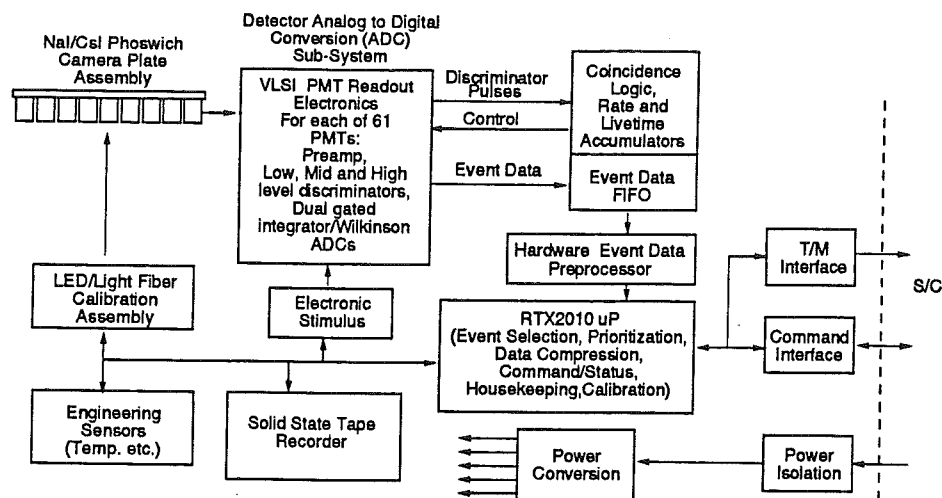 Detector Analog to Digital
Conversion (ADC)
Sub-System
NaI/CsI Phoswich
Camera Plate
Assembly
VLSI PMT Readout
Electronics
For each of 61
PMTs:
Preamp,
Low, Mid and High
level discriminators,
Dual gated
integrator/Wilkinson
ADCs
Discriminator
Pulses
Control
Event Data
Coincidence
Logic,
Rate and
Livetime
Accumulators
Event Data
FIFO
Hardware Event Data
Preprocessor
T/M
Interface
S/C
LED/Light Fiber
Calibration
Assembly
Electronic
Stimulus
RTX2010 uP
(Event Selection, Prioritization,
Data Compression,
Command/Status,
Housekeeping,Calibration)
Command
Interface
Engineering
Sensors
(Temp. etc.)
Solid State Tape
Recorder
Power
Conversion
Power
Isolation